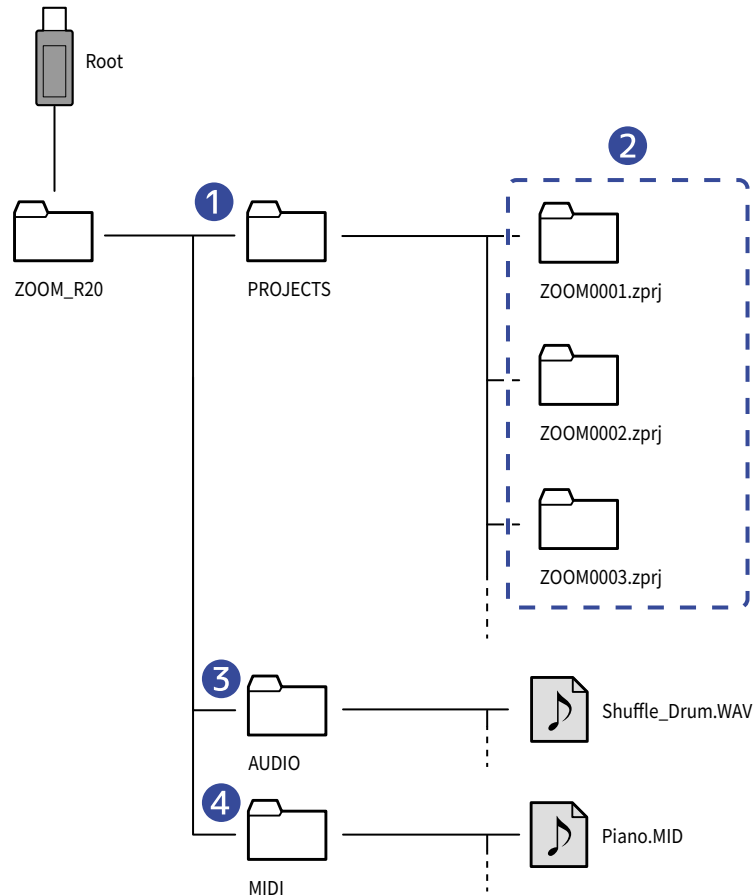 Root
2
1
ZOOM_R20
PROJECTS
ZOOM0001.zprj
ZOOM0002.zprj
ZOOM0003.zprj
3
AUDIO
Shuffle_Drum.WAV
4
MIDI
Piano.MID